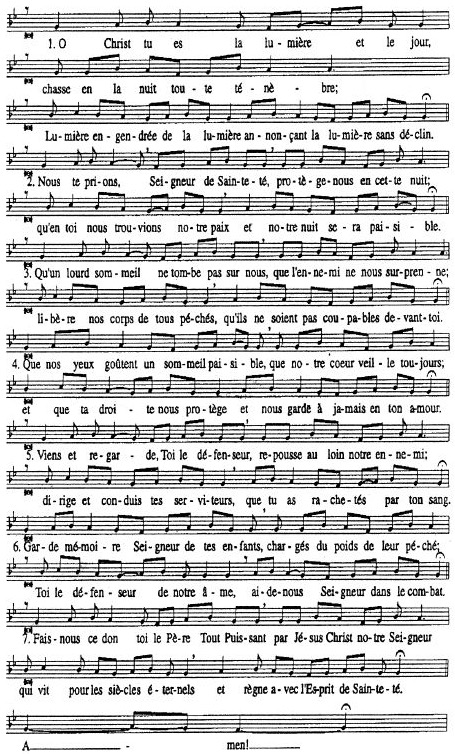 1. O Christ tu es la lu-mière et le jour,
chasse en la nuit tou-te té-nè-bre;
Lu-mière en-gen-drée de la lu-mière an-non-çant la lu-miè-re sans dé-clin.
2. Nous te pri-ons, Sei-gneur de Sain-te-té, pro-tè-ge-nous en cet-te nuit;
qu'en toi nous trou-vions no-tre paix et no-tre nuit se-ra pai-si-ble.
3. Qu'un lourd som-meil ne tom-be pas sur nous, que l'en-ne-mi ne nous sur-pren-ne;
li-bè-re nos corps de tous pé-chés, qu'ils ne soient pas cou-pa-bles de-vant-toi.
4. Que nos yeux goûtent un som-meil pai-si-ble, que no-tre coeur veil-le tou-jours;
et que ta droi-te nous pro-tège et nous garde à ja-mais en ton a-mour.
5. Viens et re-gar-de, Toi le dé-fen-seur, re-pousse au loin notre en-ne-mi;
di-rige et con-duis tes ser-vi-teurs, que tu as ra-che-tés par ton sang.
6. Gar-de mé-moi-re Sei-gneur de tes en-fants, char-gés du poids de leur pé-ché;
Toi le dé-fen-seur de notre â-me, ai-de-nous Sei-gneur dans le com-bat.
7. Fais-nous ce don toi le Pè-re Tout Puis-sant par Jé-sus Christ no-tre Sei-gneur
qui vit pour les siè-cles é-ter-nels et règne a-vec l'Es-prit de Sain-te-té.
A - men!